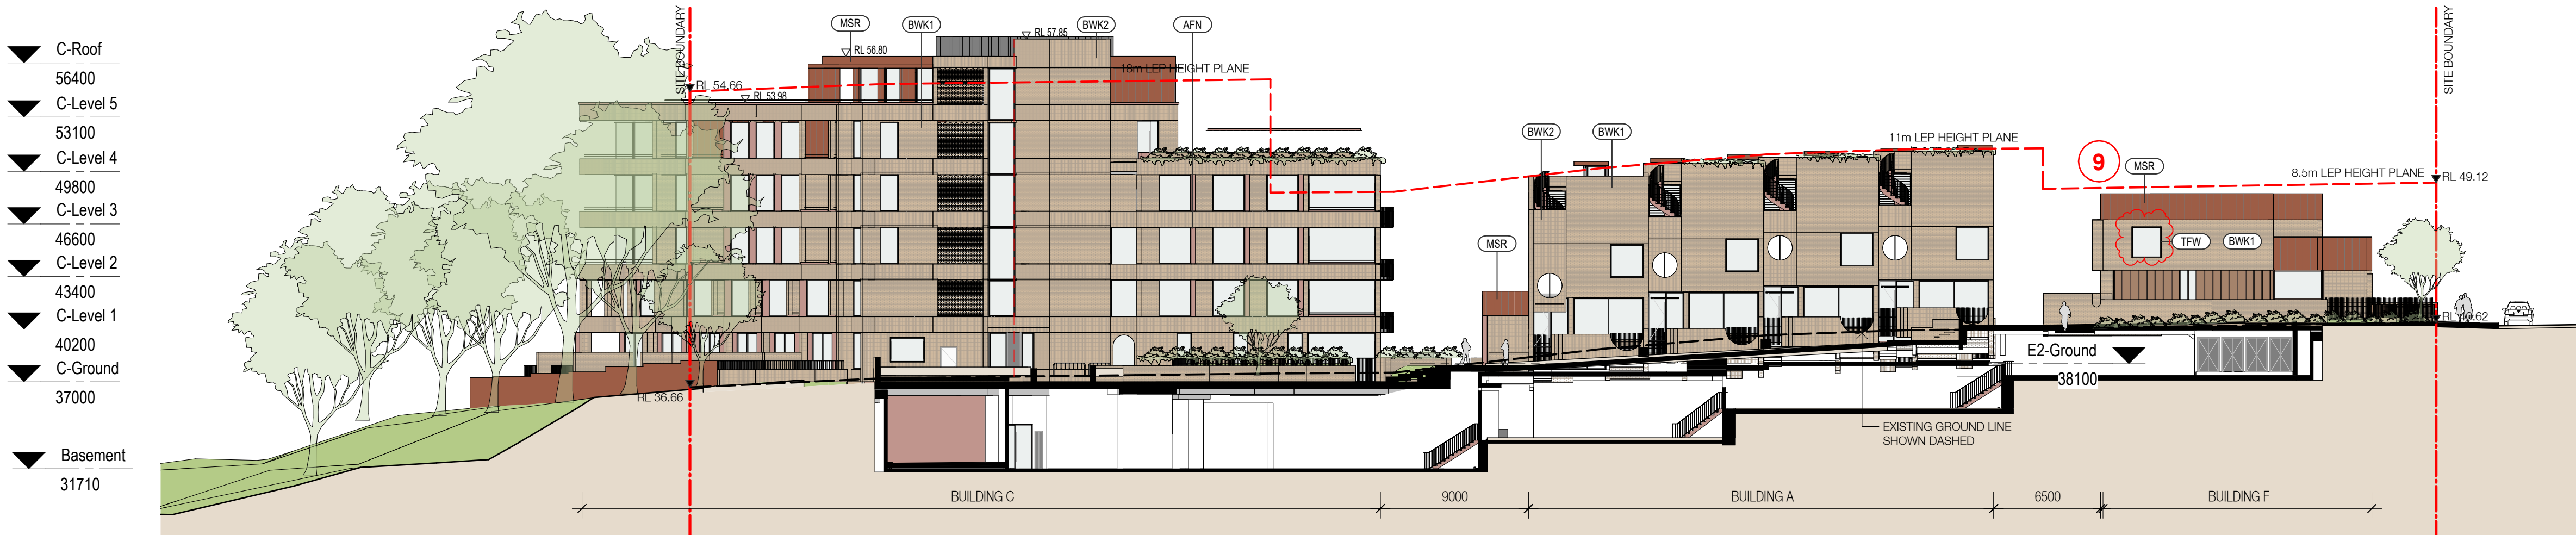 C-Roof
56400
C-Level 5
53100
C-Level 4
49800
C-Level 3
46600
C-Level 2
43400
C-Level 1
40200
C-Ground
37000
Basement
31710
SITE BOUNDARY
RL 54.66
RL 53.98
RL 56.80
RL 57.85
MSR
BWK1
BWK2
AFN
18m LEP HEIGHT PLANE
RL 36.66
MSR
BWK2
BWK1
11m LEP HEIGHT PLANE
9
MSR
8.5m LEP HEIGHT PLANE
RL 49.12
SITE BOUNDARY
TFW
BWK1
RL 40.62
E2-Ground
38100
EXISTING GROUND LINE
SHOWN DASHED
BUILDING C
9000
BUILDING A
6500
BUILDING F